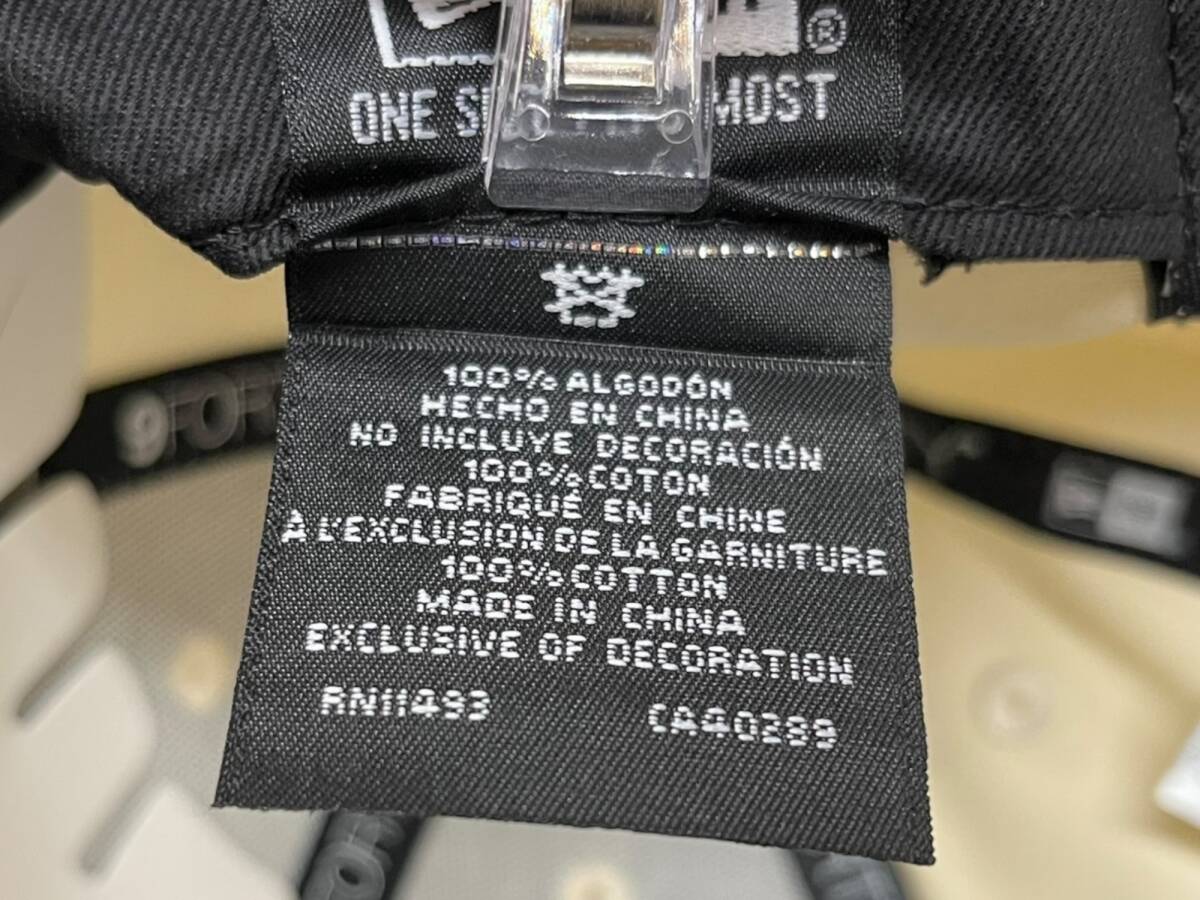 ®
ONE MOST
100% ALGODÓN
HECHO EN CHINA
NO INCLUYE DECORACIÓN
100% COTON
FABRIQUÉ EN CHINE
À L'EXCLUSION DE LA GARNITURE
100% COTTON
MADE IN CHINA
EXCLUSIVE OF DECORATION
RN11493 CA40289